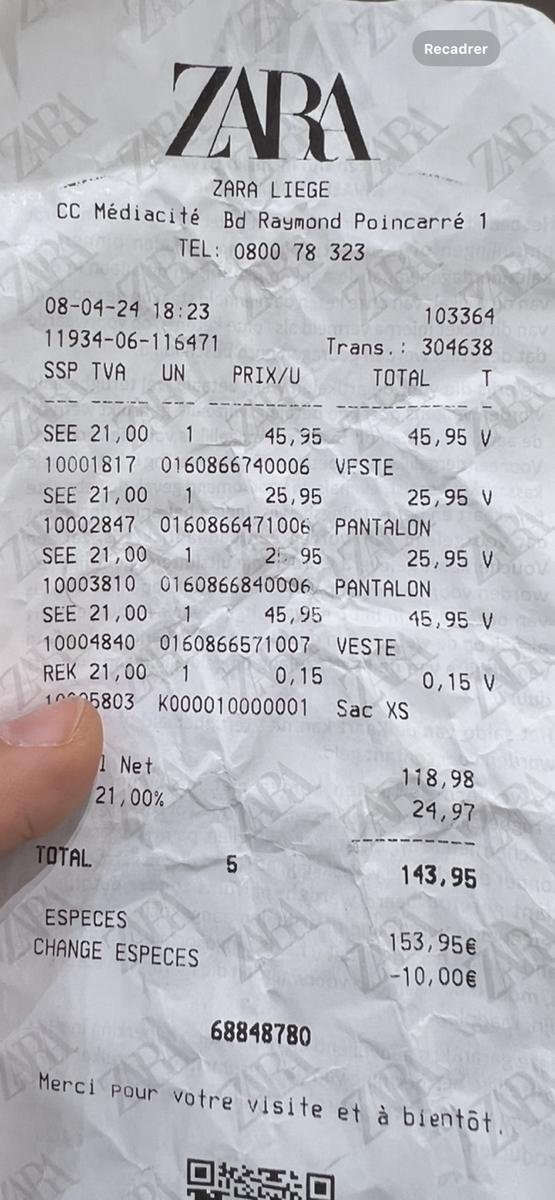 Recadrer
ZARA
ZARA LIEGE
CC Médiacité Bd Raymond Poincarré 1
TEL: 0800 78 323
08-04-24 18:23 103364
11934-06-116471 Trans.: 304638
SSP TVA UN PRIX/U TOTAL T
SEE 21,00 1 45,95 45,95 V
10001817 0160866740006 VESTE
SEE 21,00 1 25,95 25,95 V
10002847 0160866471006 PANTALON
SEE 21,00 1 25,95 25,95 V
10003810 0160866840006 PANTALON
SEE 21,00 1 45,95 45,95 V
10004840 0160866571007 VESTE
REK 21,00 1 0,15 0,15 V
10005803 K000010000001 Sac XS
Net 118,98
21,00% 24,97
TOTAL 5 143,95
ESPECES 153,95€
CHANGE ESPECES -10,00€
68848780
Merci pour votre visite et à bientôt.